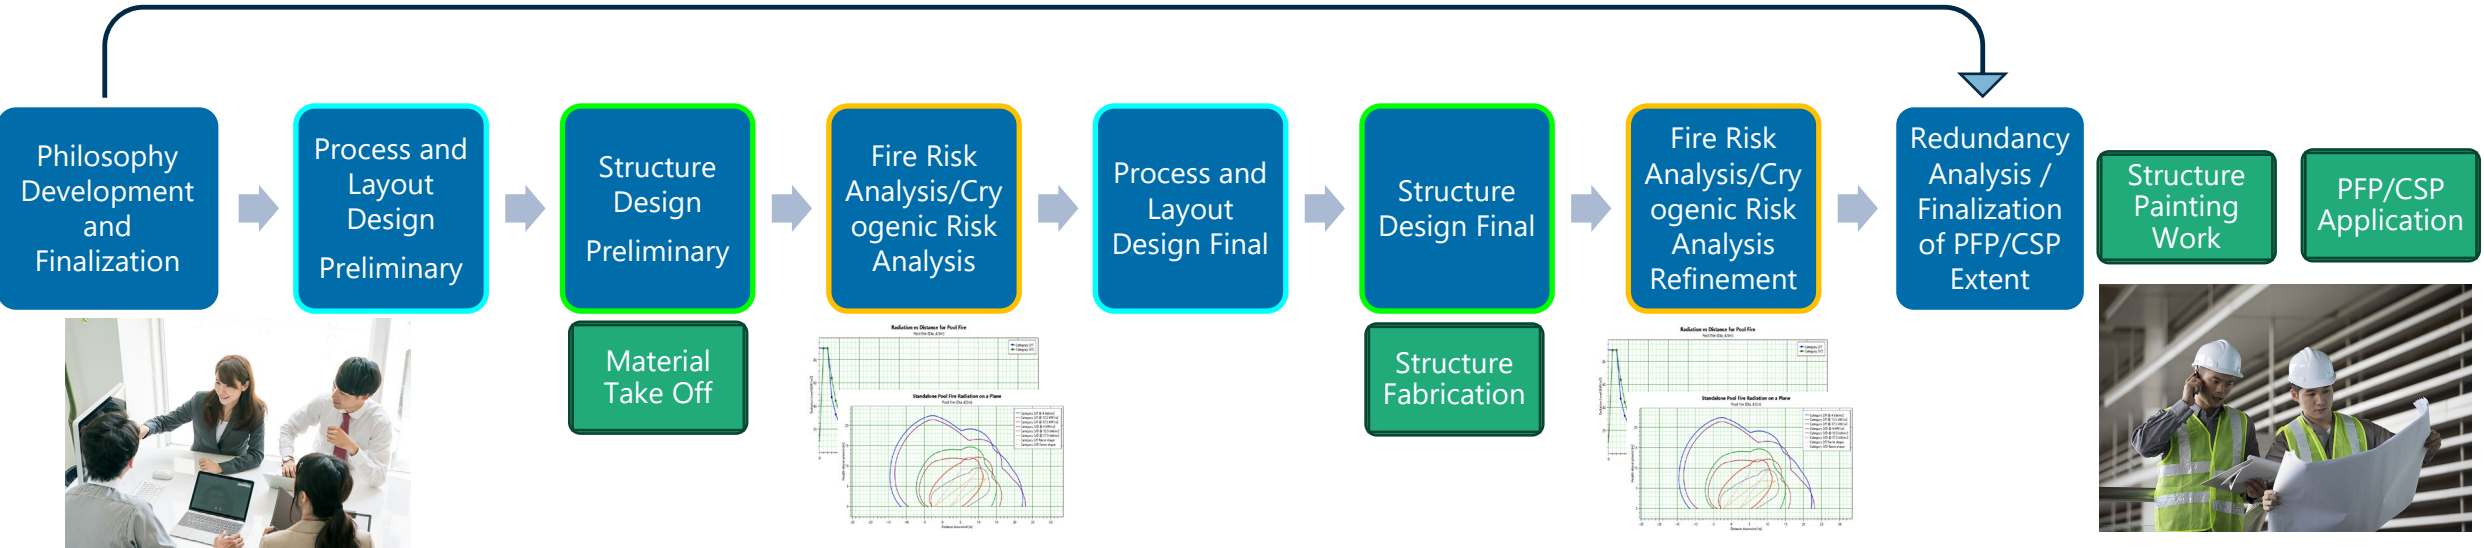 Philosophy
Development
and
Finalization
Process and
Layout
Design
Preliminary
Structure
Design
Preliminary
Fire Risk
Analysis/Cry
ogenic Risk
Analysis
Process and
Layout
Design Final
Structure
Design Final
Fire Risk
Analysis/Cry
ogenic Risk
Analysis
Refinement
Redundancy
Analysis /
Finalization
of PFP/CSP
Extent
Structure
Painting
Work
PFP/CSP
Application
Material
Take Off
Structure
Fabrication
Radiation vs Distance for Pool Fire
Standalone Pool Fire Radiation on a Plane
Radiation vs Distance for Pool Fire
Standalone Pool Fire Radiation on a Plane